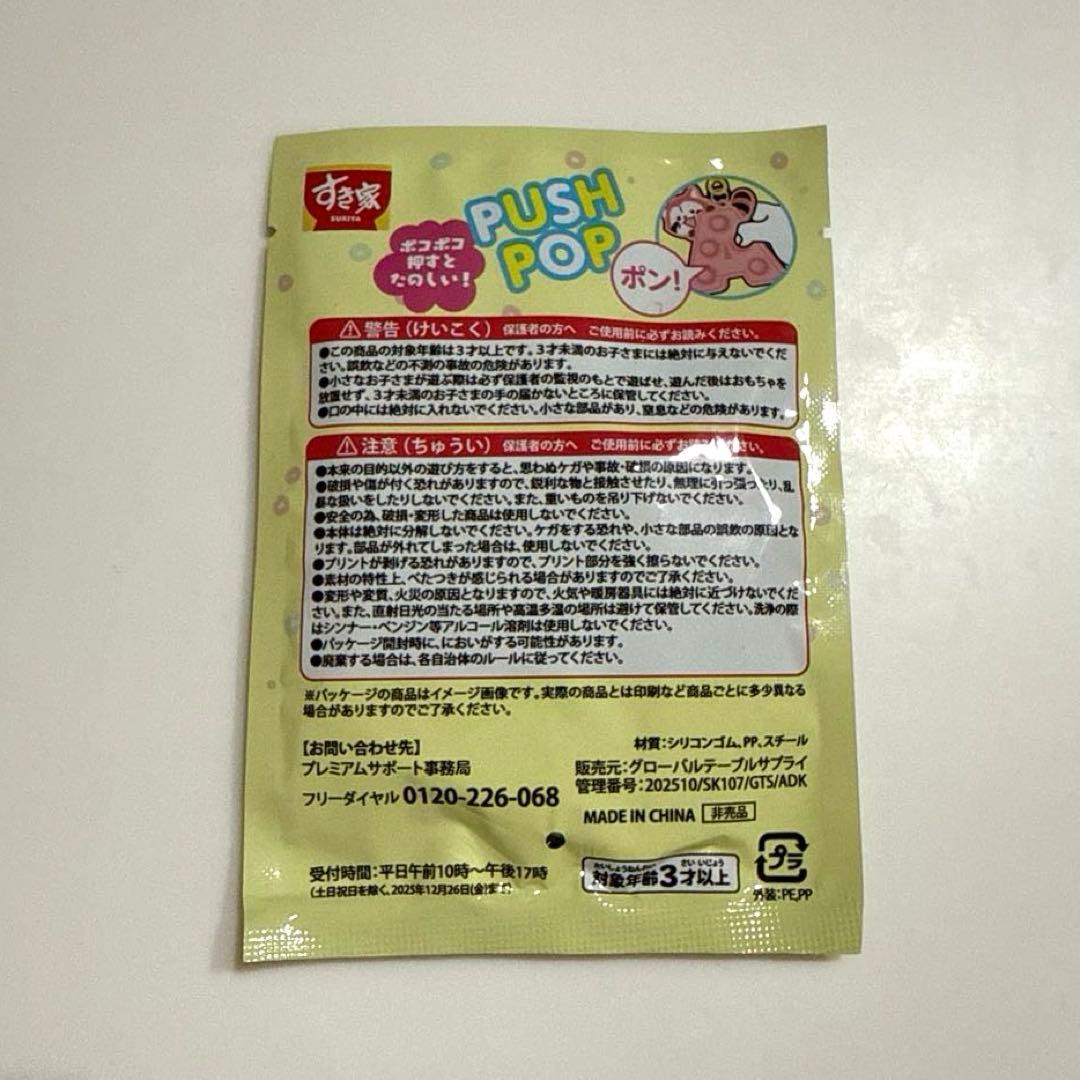 すき家
SUKIYA
PUSH
POP
ポコポコ
押すと
たのしい!
ポン!
警告(けいこく) 保護者の方へ ご使用前に必ずお読みください。
●この商品の対象年齢は3才以上です。3才未満のお子さまには絶対に与えないでくだ
さい。誤飲などの不測の事故の危険があります。
●小さなお子さまが遊ぶ際は必ず保護者の監視のもとで遊ばせ、遊んだ後はおもちゃを
放置せず、3才未満のお子さまの手の届かないところに保管してください。
●口の中には絶対に入れないでください。小さな部品があり、窒息などの危険があります。
注意(ちゅうい) 保護者の方へ ご使用前に必ずお読みください。
●本来の目的以外の遊び方をすると、思わぬケガや事故・破損の原因になります。
●破損や傷が付く恐れがありますので、鋭利な物と接触させたり、無理に引っ張ったり、乱
暴な扱いをしたりしないでください。また、重いものを吊り下げないでください。
●安全の為、破損・変形した商品は使用しないでください。
●本体は絶対に分解しないでください。ケガをする恐れや、小さな部品の誤飲の原因とな
ります。部品が外れてしまった場合は、使用しないでください。
●プリントが剥げる恐れがありますので、プリント部分を強く擦らないでください。
●素材の特性上、べたつきが感じられる場合がありますのでご了承ください。
●変形や変質、火災の原因となりますので、火気や暖房器具には絶対に近づけないでくだ
さい。また、直射日光の当たる場所や高温多湿の場所は避けて保管してください。洗浄の際
はシンナー・ベンジン等アルコール溶剤は使用しないでください。
●パッケージ開封時に、においがする可能性があります。
●廃棄する場合は、各自治体のルールに従ってください。
※パッケージの商品はイメージ画像です。実際の商品とは印刷など商品ごとに多少異なる
場合がありますのでご了承ください。
【お問い合わせ先】
プレミアムサポート事務局
フリーダイヤル 0120-226-068
受付時間:平日午前10時~午後17時
(土日祝日を除く、2025年12月26日(金)まで)
材質:シリコンゴム、PP、スチール
販売元:グローバルテーブルサプライ
管理番号:202510/SK107/GTS/ADK
MADE IN CHINA 非売品
たいしょうねんれい さい いじょう
対象年齢3才以上
プラ
外装:PE,PP